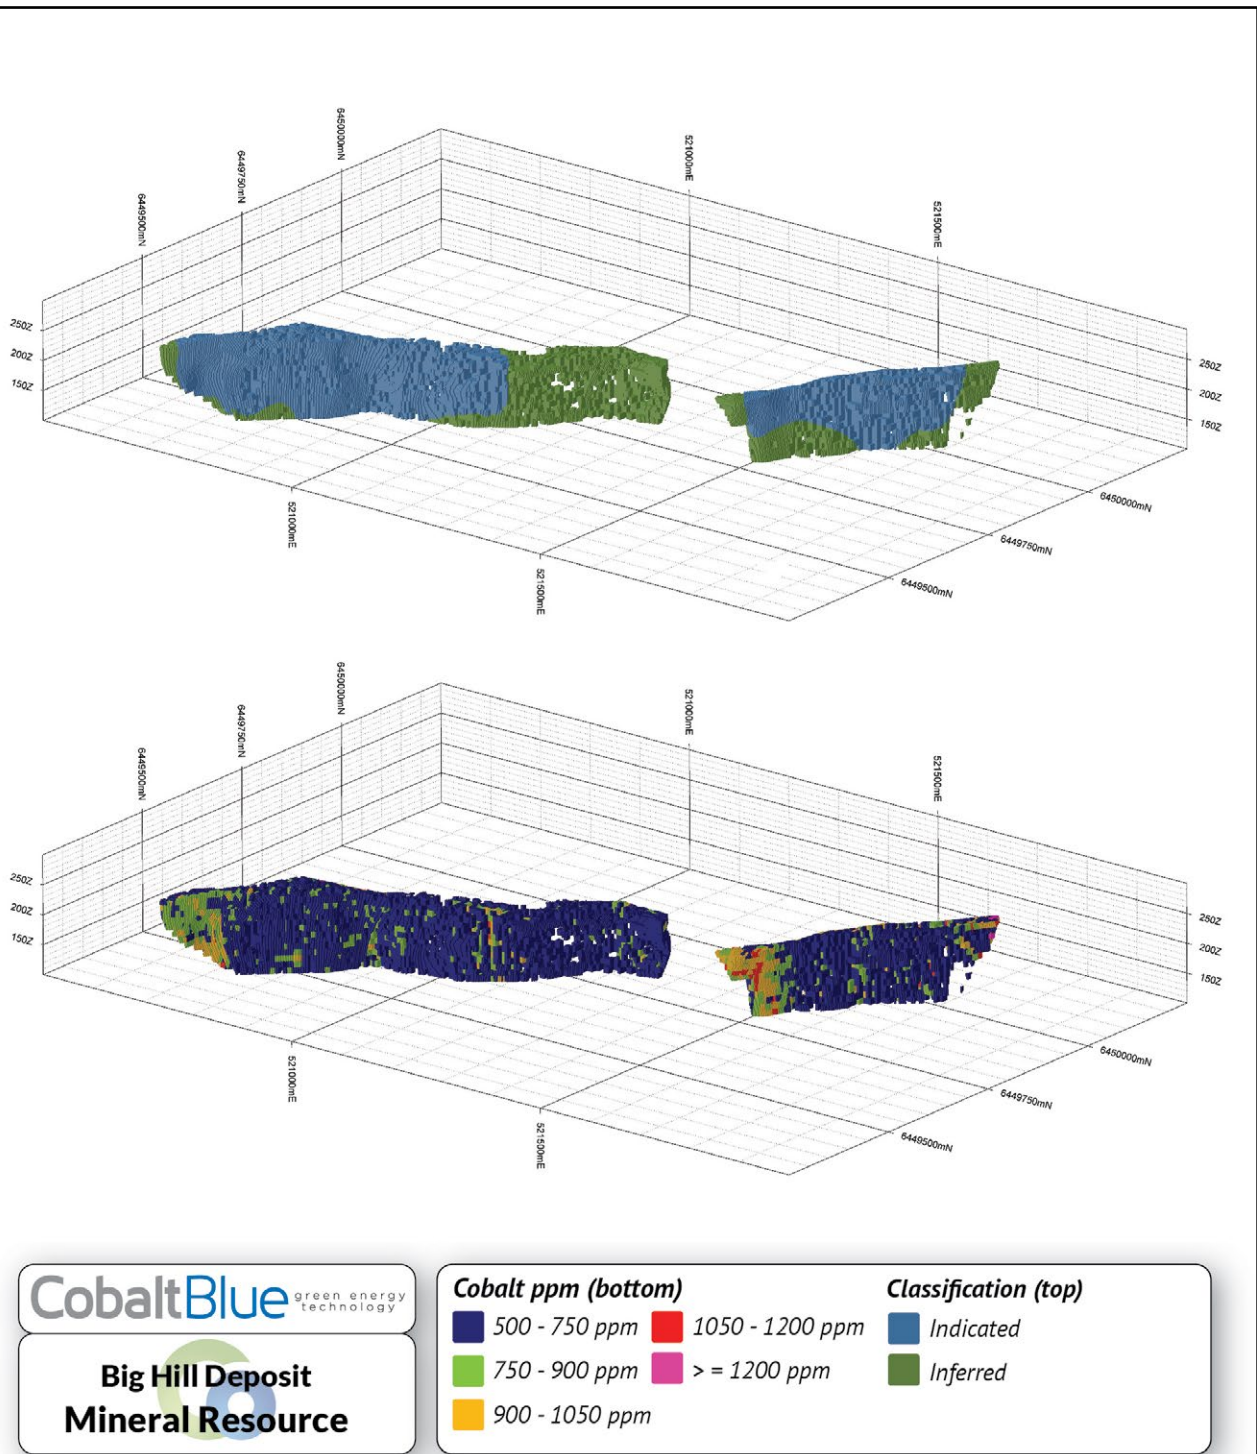 6450000mN
521000mE
6449750mN
6449500mN
521500mE
250Z
200Z
150Z
250Z
200Z
150Z
521000mE
521500mE
6450000mN
6449750mN
6449500mN
6450000mN
521000mE
6449750mN
6449500mN
521500mE
250Z
200Z
150Z
250Z
200Z
150Z
521000mE
521500mE
6450000mN
6449750mN
6449500mN
CobaltBlue green energy technology
Big Hill Deposit
Mineral Resource
Cobalt ppm (bottom)
500 - 750 ppm
750 - 900 ppm
900 - 1050 ppm
1050 - 1200 ppm
> = 1200 ppm
Classification (top)
Indicated
Inferred